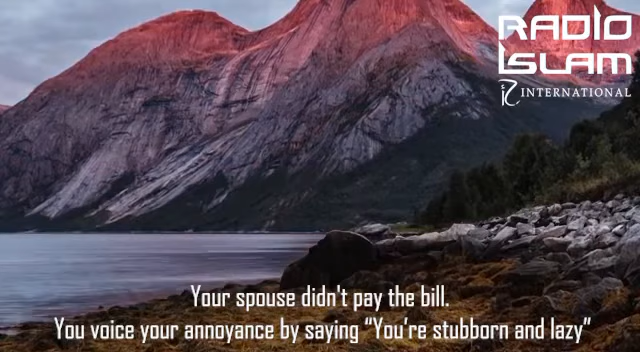 RADIO
ISLAM
INTERNATIONAL
Your spouse didn't pay the bill.
You voice your annoyance by saying “You’re stubborn and lazy”